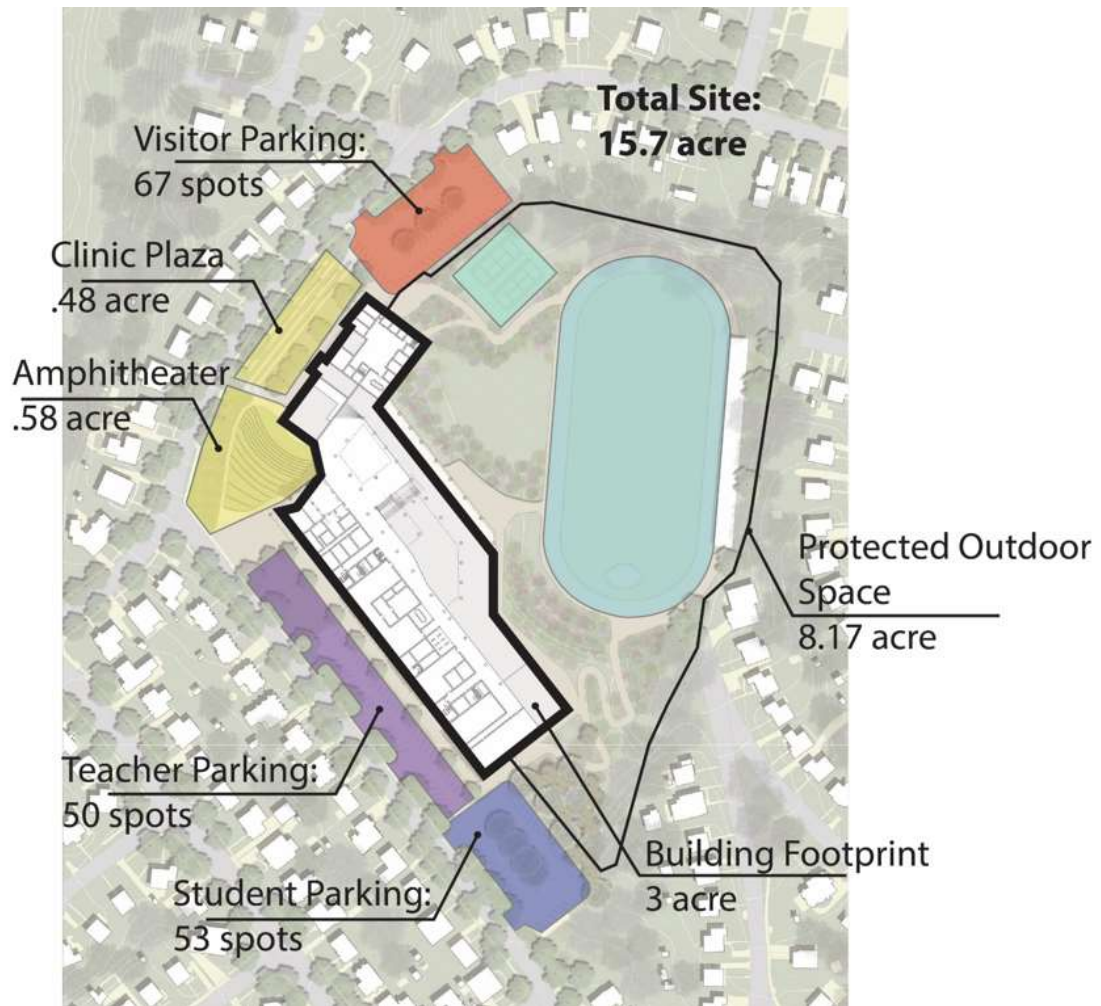 Total Site:
15.7 acre
Visitor Parking:
67 spots
Clinic Plaza
.48 acre
Amphitheater
.58 acre
Protected Outdoor
Space
8.17 acre
Teacher Parking:
50 spots
Building Footprint
3 acre
Student Parking:
53 spots